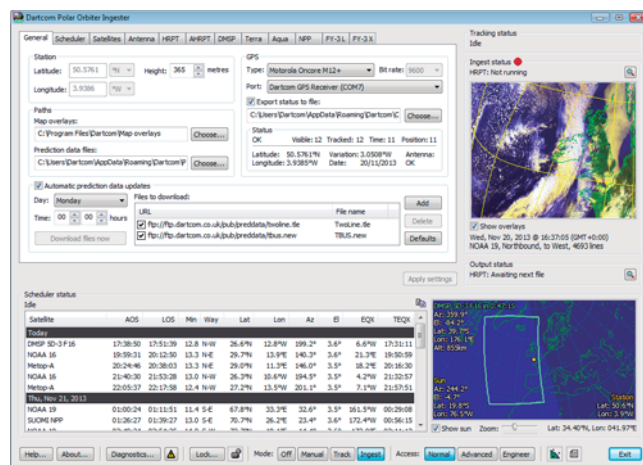 Dartcom Polar Orbiter Ingester
General Scheduler Satellites Antenna HRPT AHRPT DMSP Terra Aqua NPP FY-3L FY-3X
Station
Latitude: 50.5761 °N Height: 365 metres
Longitude: 3.9386 °W
Paths
Map overlays:
C:\Program Files\Dartcom\Map overlays Choose...
Prediction data files:
C:\Users\Dartcom\AppData\Roaming\Dartcom\P Choose...
GPS
Type: Motorola Oncore M12+ Bit rate: 9600
Port: Dartcom GPS Receiver (COM7)
Export status to file:
C:\Users\Dartcom\AppData\Roaming\Dartcom\C Choose...
Status
OK Visible: 12 Tracked: 12 Time: 11 Position: 11
Latitude: 50.5761°N Variation: 3.0508°W Antenna:
Longitude: 3.9385°W Date: 20/11/2013 OK
Automatic prediction data updates
Day: Monday
Time: 00 00 hours
Download files now
Files to download:
URL File name
ftp://ftp.dartcom.co.uk/pub/preddata/twoline.tle TwoLine.tle
ftp://ftp.dartcom.co.uk/pub/preddata/tbus.new TBUS.new
Add
Delete
Defaults
Apply settings
Tracking status
Idle
Ingest status
HRPT: Not running
Show overlays
Wed, Nov 20, 2013 @ 16:37:05 (GMT+0:00)
NOAA 19, Northbound, to West, 4693 lines
Output status
HRPT: Awaiting next file
Scheduler status
Idle
Satellite AOS LOS Min Way Lat Lon Az El EQX TEQX
Today
DMSP 5D-3 F16 17:38:50 17:51:39 12.8 N-W 26.6°N 12.8°W 199.2° 3.6° 6.6°W 17:31:11
NOAA 16 19:59:31 20:12:50 13.3 N-E 29.7°N 13.9°E 140.3° 3.6° 21.3°E 19:50:59
Metop-A 20:24:46 20:38:03 13.3 N-E 29.0°N 11.3°E 146.0° 3.5° 18.2°E 20:16:30
NOAA 16 21:40:30 21:53:28 13.0 N-W 26.3°N 10.6°W 194.5° 3.5° 4.2°W 21:32:57
Metop-A 22:05:37 22:17:58 12.4 N-W 27.2°N 13.5°W 201.1° 3.5° 7.1°W 21:57:51
Thu, Nov 21, 2013
NOAA 19 01:00:24 01:11:51 11.4 S-E 67.8°N 33.3°E 32.6° 3.5° 161.5°W 00:29:08
SUOMI NPP 01:26:27 01:39:27 13.0 S-E 70.7°N 26.2°E 23.4° 3.6° 172.4°W 00:56:15
DMSP 5D-3 F16 in 0:47:15
Az: 359.9°
El: -84.2°
Lat: 39.7°S
Lon: 176.1°E
Alt: 855km
Sun
Az: 244.2°
El: -4.7°
Lat: 19.8°S
Lon: 76.5°W
Station
Lat: 50.6°N
Lon: 3.9°W
Show sun Zoom: Lat: 34.40°N, Lon: 041.97°E
Help... About... Diagnostics... Lock... Mode: Off Manual Track Ingest Access: Normal Advanced Engineer Exit